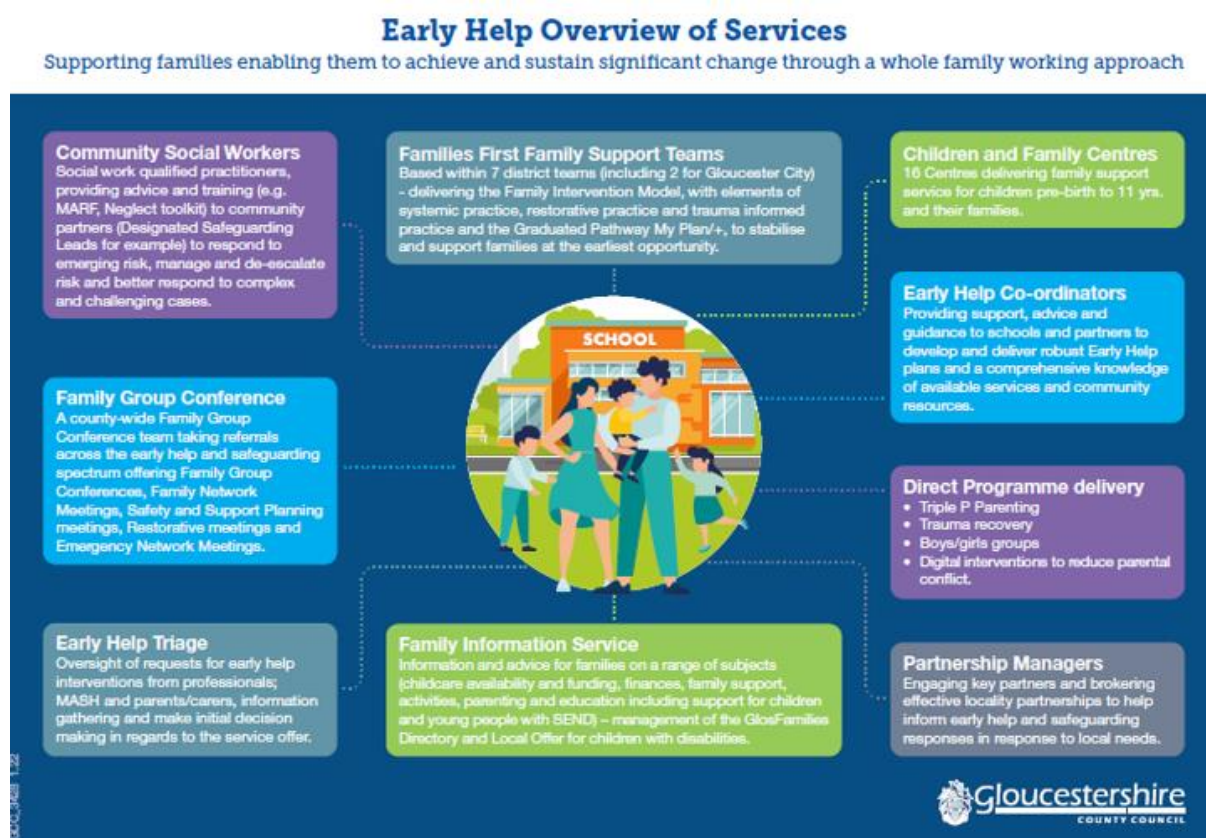 Early Help Overview of Services
Supporting families enabling them to achieve and sustain significant change through a whole family working approach
Community Social Workers
Social work qualified practitioners,
providing advice and training (e.g.
MARF, Neglect toolkit) to community
partners (Designated Safeguarding
Leads for example) to respond to
emerging risk, manage and de-escalate
risk and better respond to complex
and challenging cases.
Families First Family Support Teams
Based within 7 district teams (including 2 for Gloucester City)
- delivering the Family Intervention Model, with elements of
systemic practice, restorative practice and trauma informed
practice and the Graduated Pathway My Plan/+, to stabilise
and support families at the earliest opportunity.
Children and Family Centres
16 Centres delivering family support
service for children pre-birth to 11 yrs.
and their families.
Early Help Co-ordinators
Providing support, advice and
guidance to schools and partners to
develop and deliver robust Early Help
plans and a comprehensive knowledge
of available services and community
resources.
SCHOOL
Family Group Conference
A county-wide Family Group
Conference team taking referrals
across the early help and safeguarding
spectrum offering Family Group
Conferences, Family Network
Meetings, Safety and Support Planning
meetings, Restorative meetings and
Emergency Network Meetings.
Direct Programme delivery
• Triple P Parenting
• Trauma recovery
• Boys/girls groups
• Digital interventions to reduce parental
conflict.
Early Help Triage
Oversight of requests for early help
interventions from professionals;
MASH and parents/carers, information
gathering and make initial decision
making in regards to the service offer.
Family Information Service
Information and advice for families on a range of subjects
(childcare availability and funding, finances, family support,
activities, parenting and education including support for children
and young people with SEND) – management of the GlosFamilies
Directory and Local Offer for children with disabilities.
Partnership Managers
Engaging key partners and brokering
effective locality partnerships to help
inform early help and safeguarding
responses in response to local needs.
Gloucestershire
COUNTY COUNCIL
GCC_3428 1.22